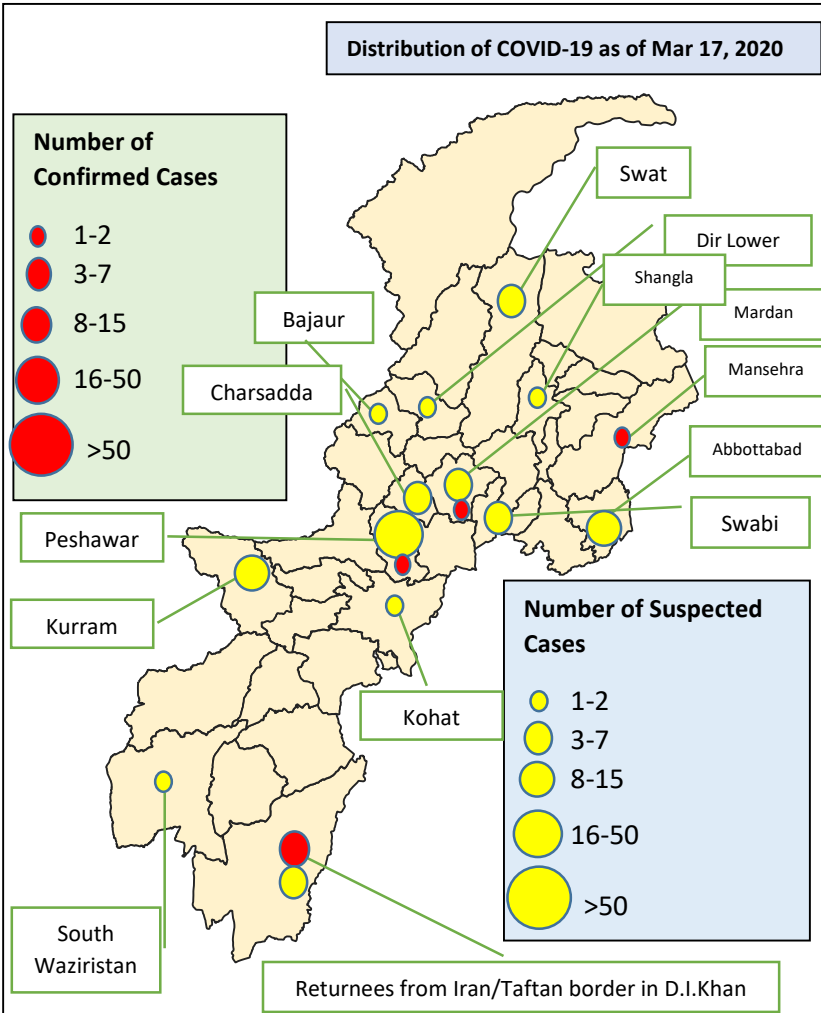 Distribution of COVID-19 as of Mar 17, 2020
Number of
Confirmed Cases
1-2
3-7
8-15
16-50
>50
Swat
Dir Lower
Shangla
Bajaur
Mardan
Charsadda
Mansehra
Abbottabad
Swabi
Peshawar
Kurram
Kohat
Number of Suspected
Cases
1-2
3-7
8-15
16-50
>50
South
Waziristan
Returnees from Iran/Taftan border in D.I.Khan